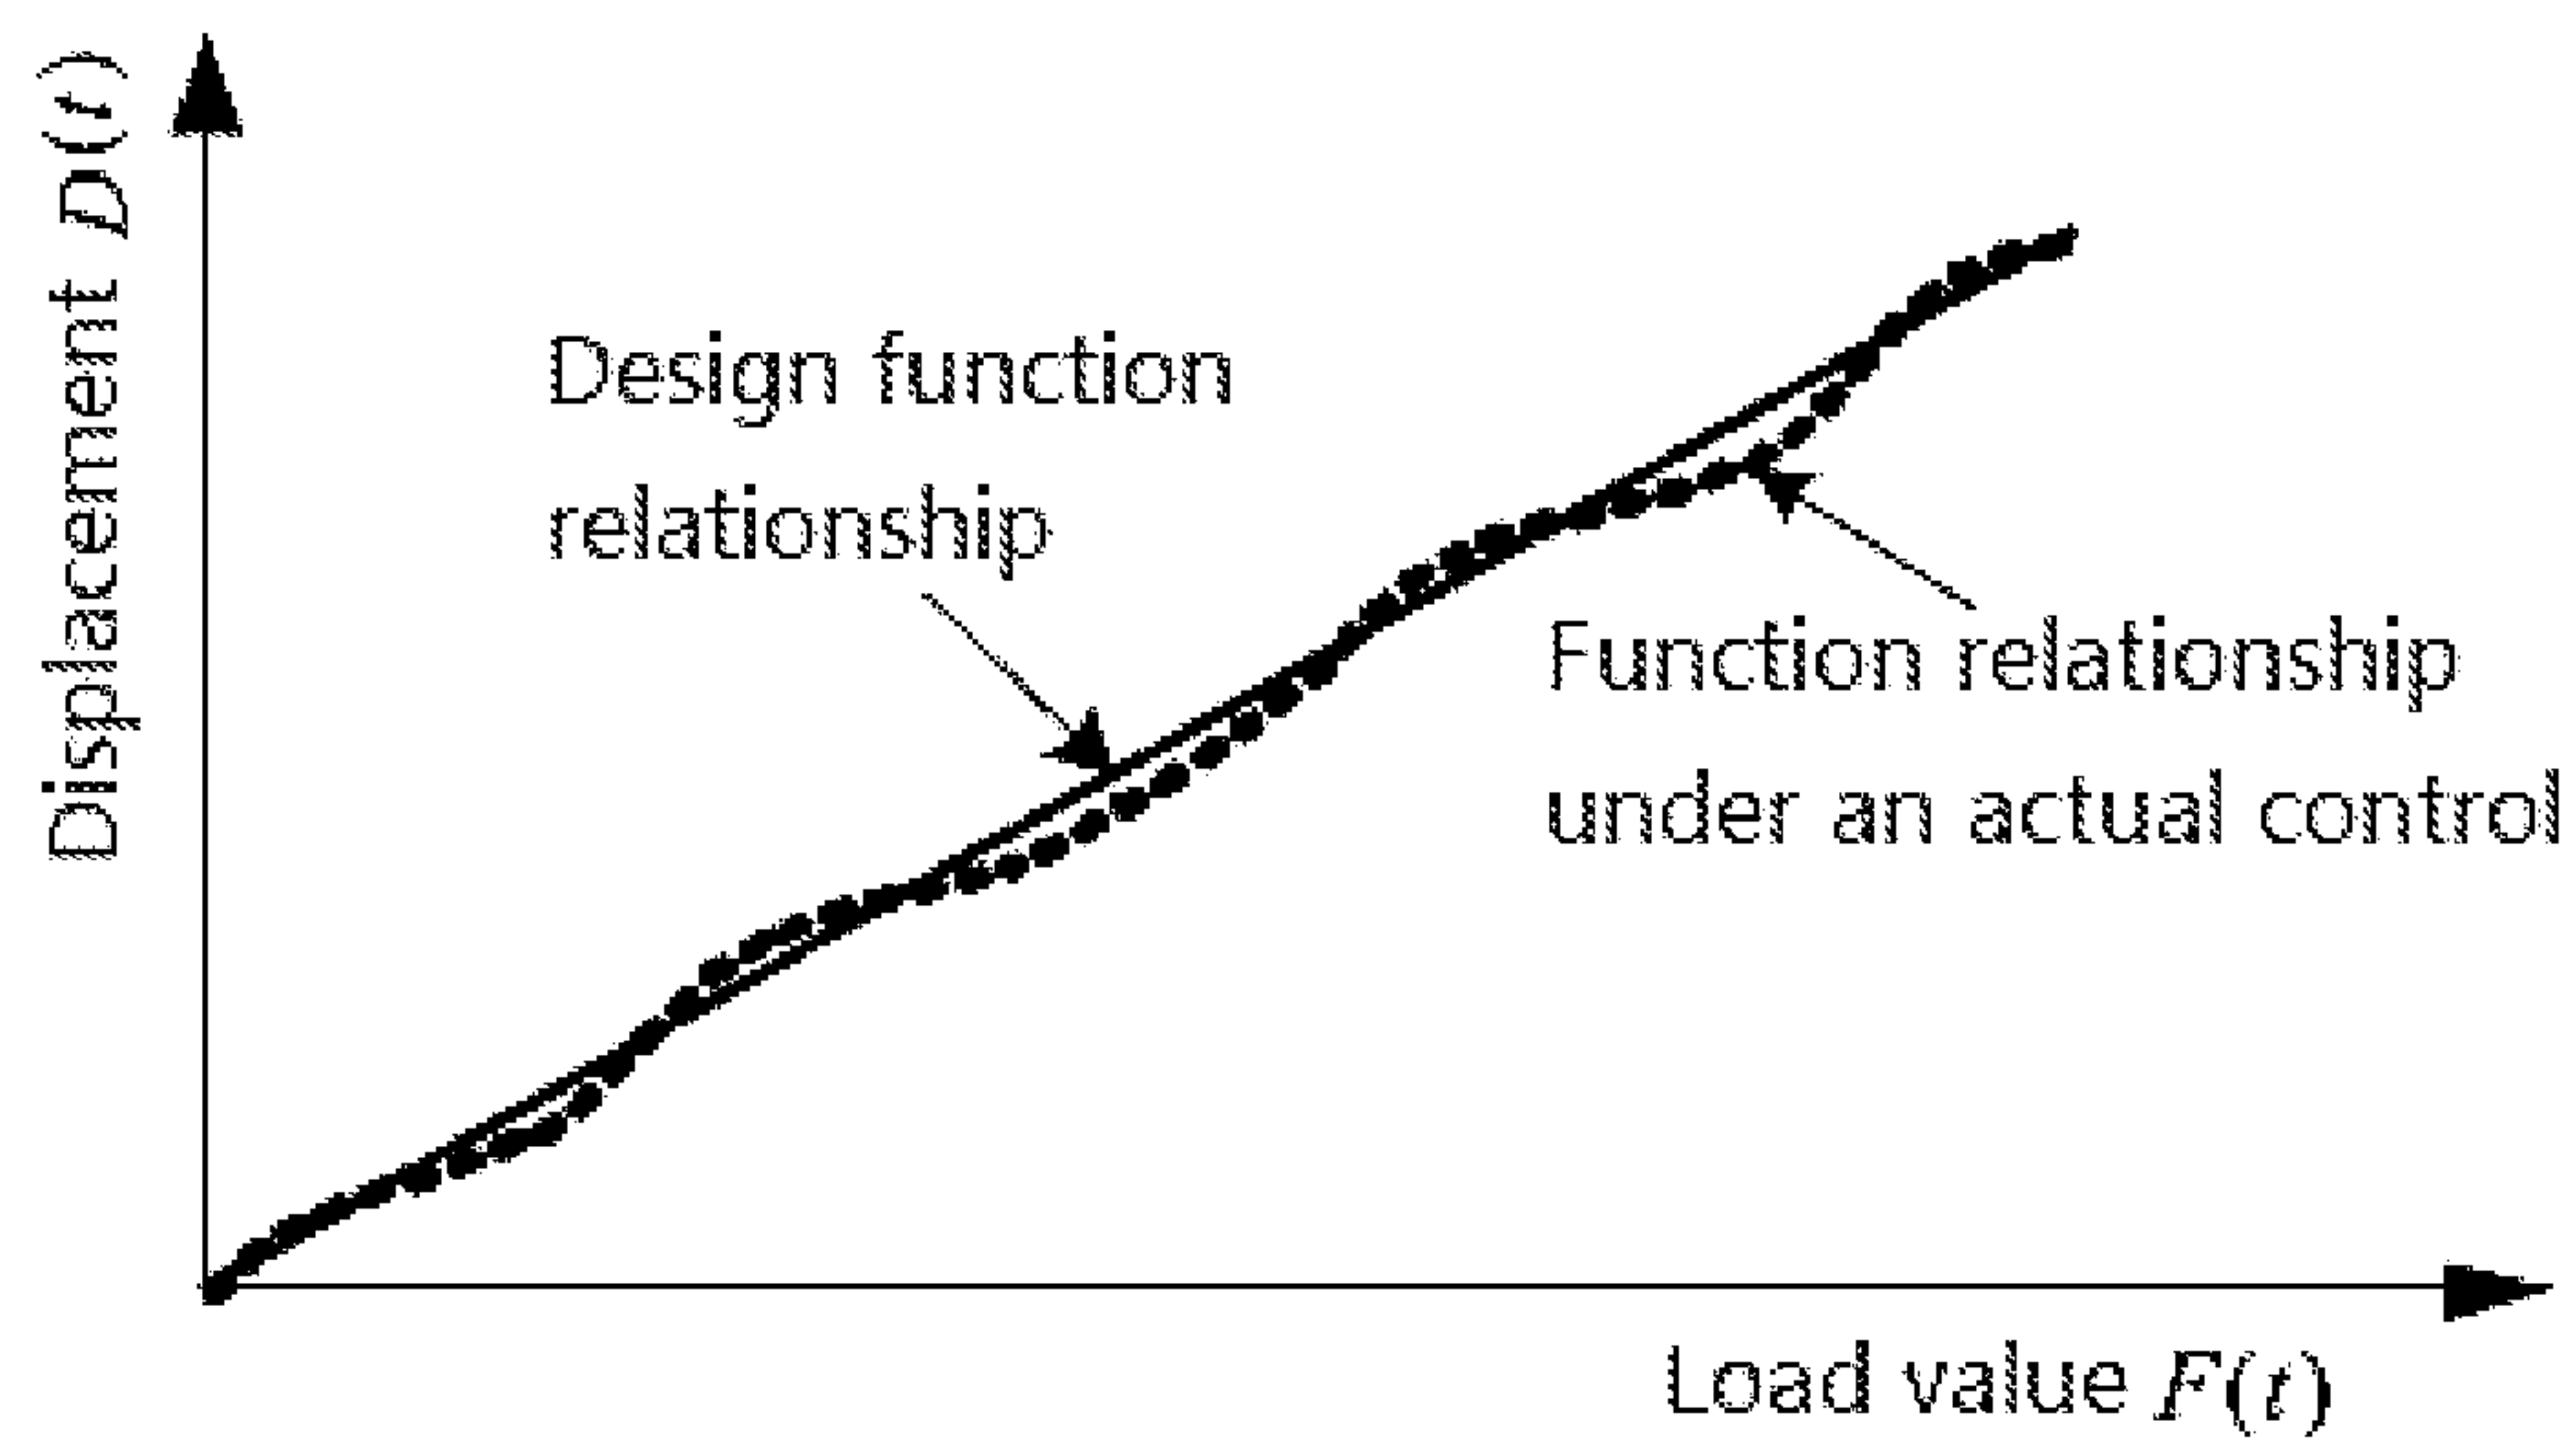 Displacement D(t)
Design function
relationship
Function relationship
under an actual control
Load value F(t)